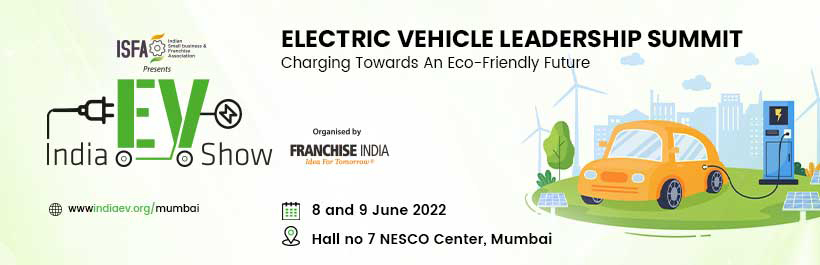 ISFA
Indian
Small business &
Franchise
Association
Presents
India EV Show
www.indiaev.org/mumbai
ELECTRIC VEHICLE LEADERSHIP SUMMIT
Charging Towards An Eco-Friendly Future
Organised by
FRANCHISE INDIA
Idea For Tomorrow®
8 and 9 June 2022
Hall no 7 NESCO Center, Mumbai